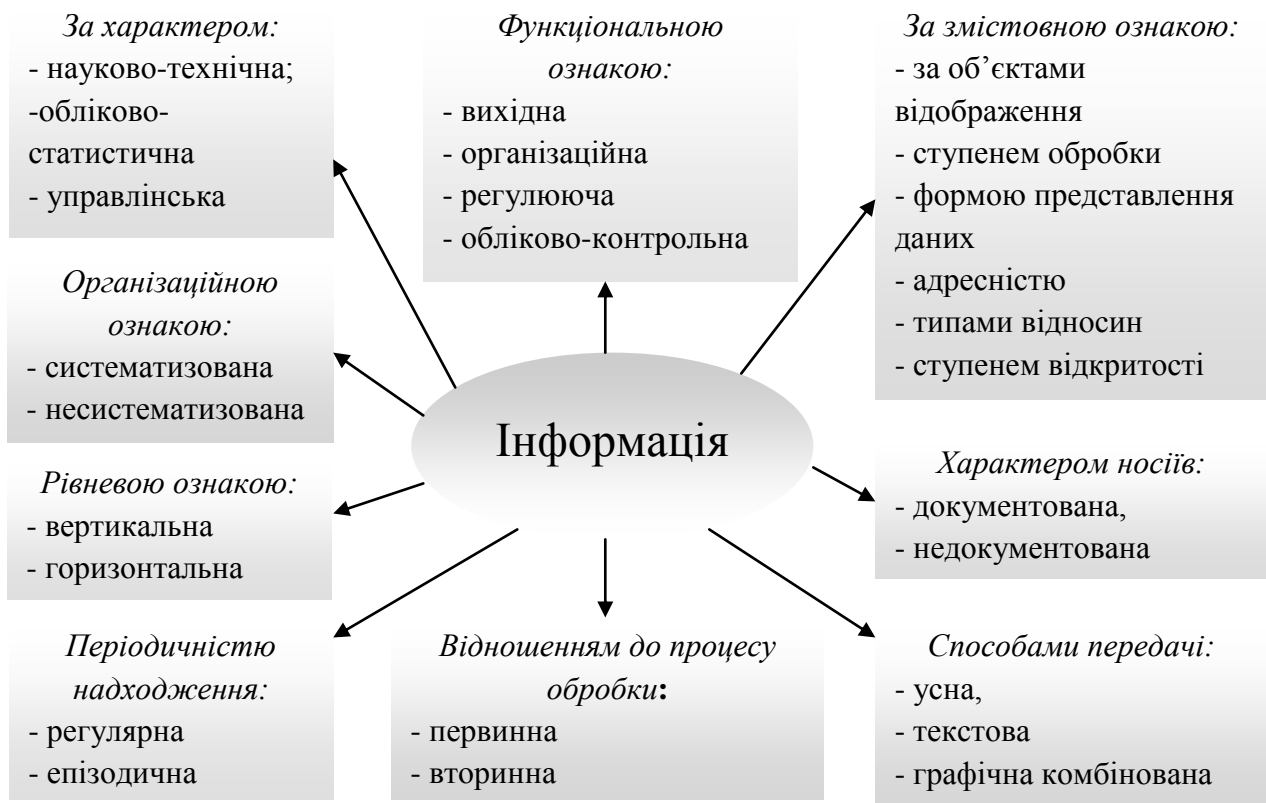 За характером:
- науково-технічна;
-обліково-
статистична
- управлінська
Функціональною
ознакою:
- вихідна
- організаційна
- регулююча
- обліково-контрольна
За змістовною ознакою:
- за об’єктами
відображення
- ступенем обробки
- формою представлення
даних
- адресністю
- типами відносин
- ступенем відкритості
Організаційною
ознакою:
- систематизована
- несистематизована
Інформація
Рівневою ознакою:
- вертикальна
- горизонтальна
Характером носіїв:
- документована,
- недокументована
Періодичністю
надходження:
- регулярна
- епізодична
Відношенням до процесу
обробки:
- первинна
- вторинна
Способами передачі:
- усна,
- текстова
- графічна комбінована